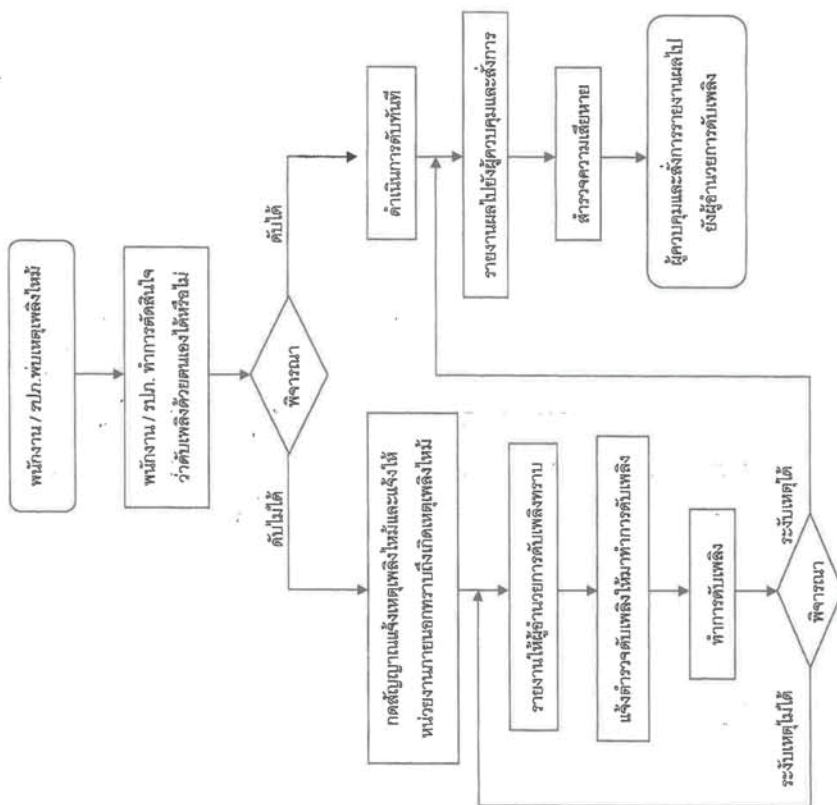 พนักงาน / รปภ.พบเหตุเพลิงไหม้
พนักงาน / รปภ. ทำการตัดสินใจ
ว่าดับเพลิงด้วยตนเองได้หรือไม่
พิจารณา
ดับไม่ได้
ดับได้
กดสัญญาณแจ้งเหตุเพลิงไหม้และแจ้งให้
หน่วยงานภายนอกทราบถึงเกิดเหตุเพลิงไหม้
รายงานให้ผู้อำนวยการดับเพลิงทราบ
แจ้งตำรวจดับเพลิงให้มาทำการดับเพลิง
ทำการดับเพลิง
พิจารณา
ระงับเหตุไม่ได้
ระงับเหตุได้
ดำเนินการดับทันที
รายงานผลไปยังผู้ควบคุมและสั่งการ
สำรวจความเสียหาย
ผู้ควบคุมและสั่งการรายงานผลไป
ยังผู้อำนวยการดับเพลิง